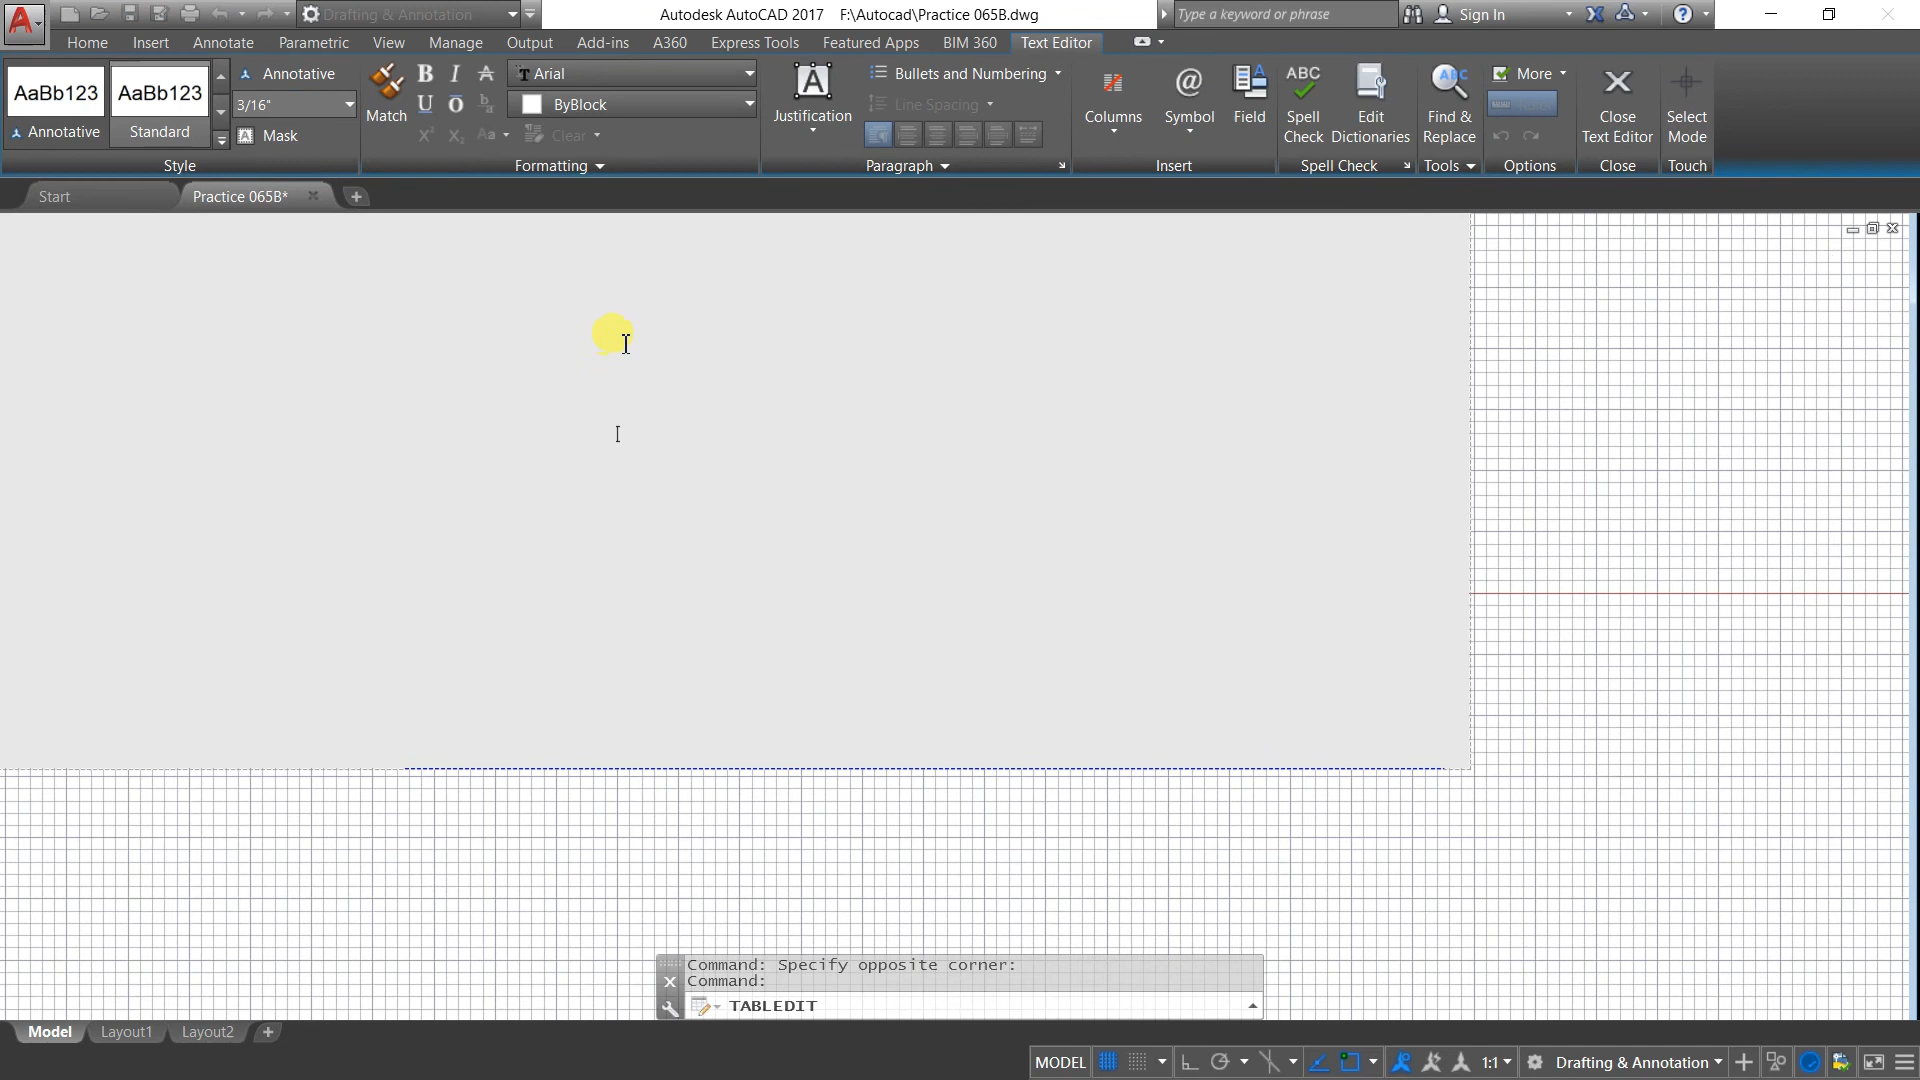 Drafting & Annotation
Autodesk AutoCAD 2017 F:\Autocad\Practice 065B.dwg
Type a keyword or phrase
Sign In
Home Insert Annotate Parametric View Manage Output Add-ins A360 Express Tools Featured Apps BIM 360 Text Editor
AaBb123
AaBb123
Annotative
Standard
Annotative
3/16"
Mask
Style
Match
Arial
ByBlock
Clear
Formatting
Justification
Bullets and Numbering
Line Spacing
Paragraph
Columns
Symbol
Field
Insert
Spell
Check
Edit
Dictionaries
Spell Check
Find &
Replace
Tools
More
Options
Close
Text Editor
Close
Select
Mode
Touch
Start
Practice 065B*
Command: Specify opposite corner:
Command:
TABLEDIT
Model Layout1 Layout2
MODEL
1:1
Drafting & Annotation